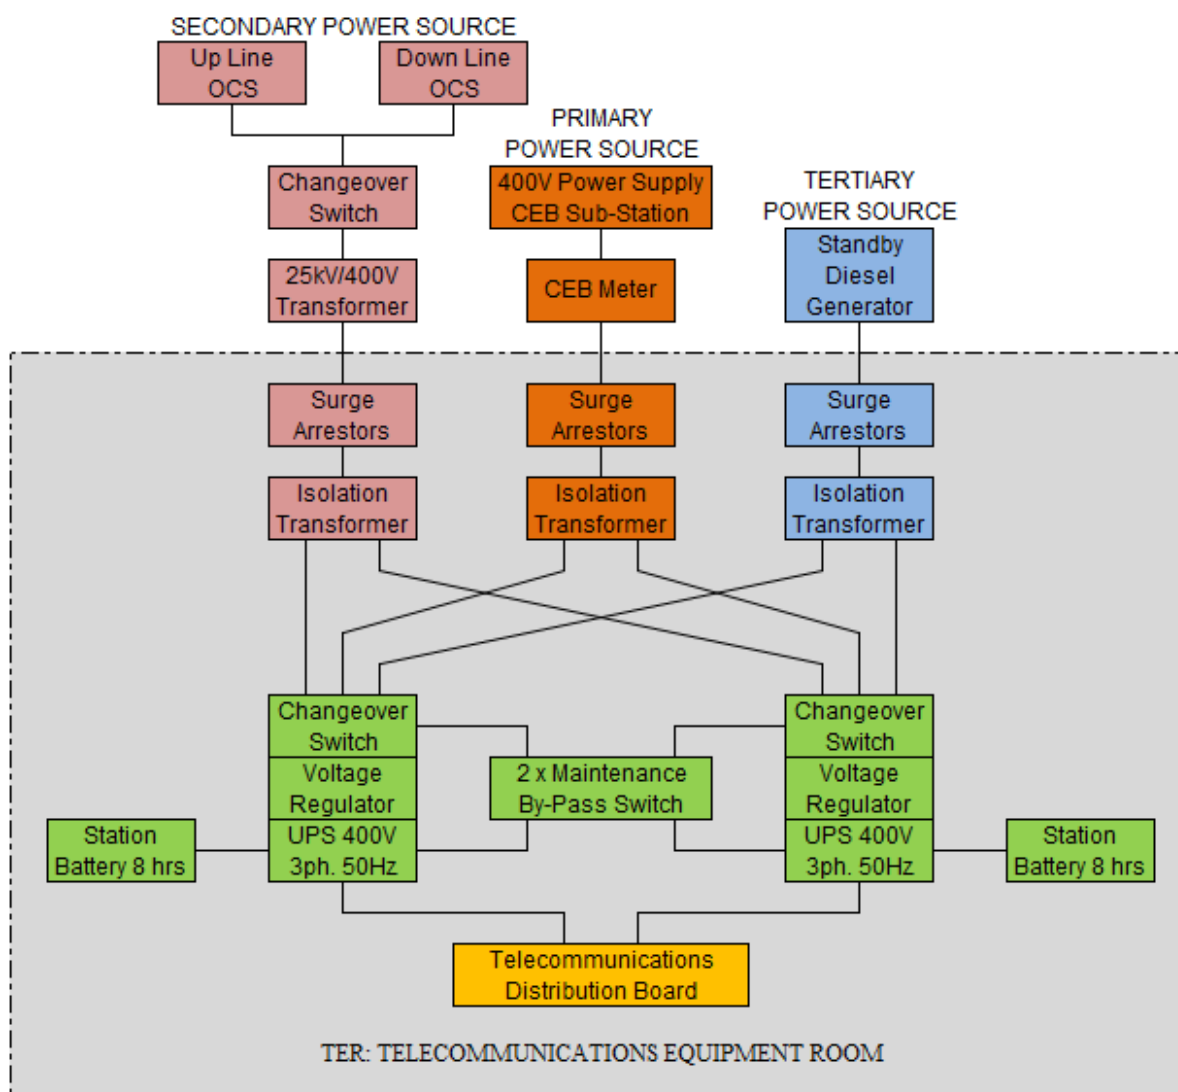 SECONDARY POWER SOURCE
Up Line
OCS
Down Line
OCS
PRIMARY
POWER SOURCE
Changeover
Switch
400V Power Supply
CEB Sub-Station
TERTIARY
POWER SOURCE
25kV/400V
Transformer
CEB Meter
Standby
Diesel
Generator
Surge
Arrestors
Surge
Arrestors
Surge
Arrestors
Isolation
Transformer
Isolation
Transformer
Isolation
Transformer
Changeover
Switch
Changeover
Switch
Voltage
Regulator
2 x Maintenance
By-Pass Switch
Voltage
Regulator
Station
Battery 8 hrs
UPS 400V
3ph. 50Hz
UPS 400V
3ph. 50Hz
Station
Battery 8 hrs
Telecommunications
Distribution Board
TER: TELECOMMUNICATIONS EQUIPMENT ROOM